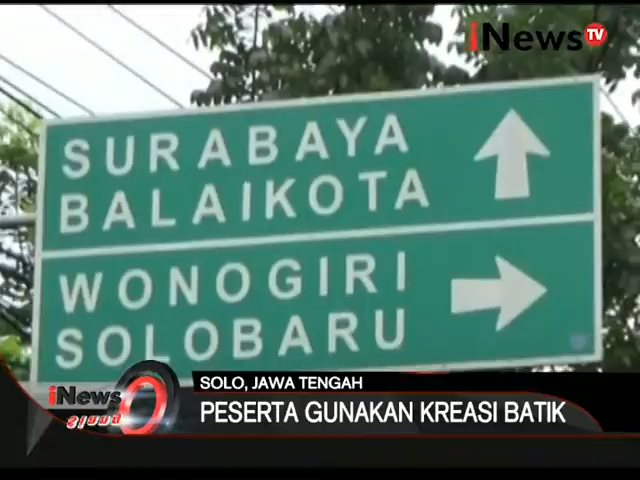 iNews TV
SURABAYA
BALAIKOTA
WONOGIRI
SOLOBARU
SOLO, JAWA TENGAH
iNews
PESERTA GUNAKAN KREASI BATIK